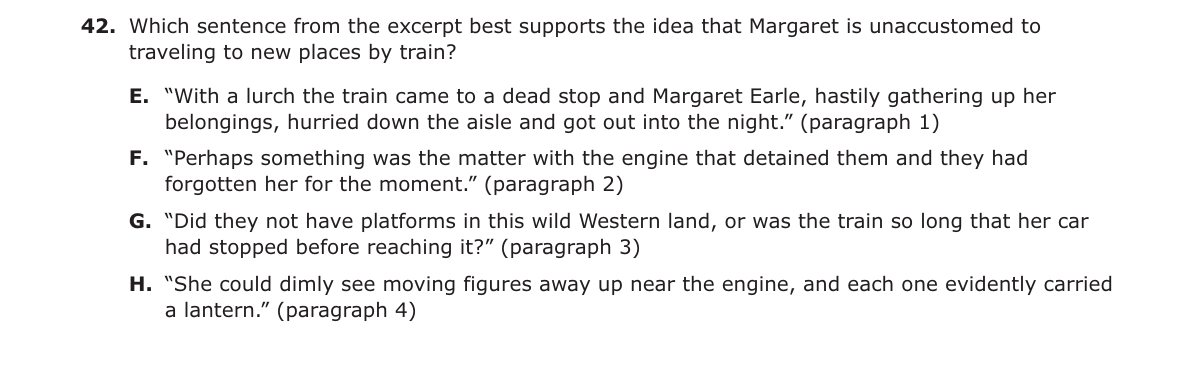 42. Which sentence from the excerpt best supports the idea that Margaret is unaccustomed to
traveling to new places by train?
E. “With a lurch the train came to a dead stop and Margaret Earle, hastily gathering up her
belongings, hurried down the aisle and got out into the night.” (paragraph 1)
F. “Perhaps something was the matter with the engine that detained them and they had
forgotten her for the moment.” (paragraph 2)
G. “Did they not have platforms in this wild Western land, or was the train so long that her car
had stopped before reaching it?” (paragraph 3)
H. “She could dimly see moving figures away up near the engine, and each one evidently carried
a lantern.” (paragraph 4)